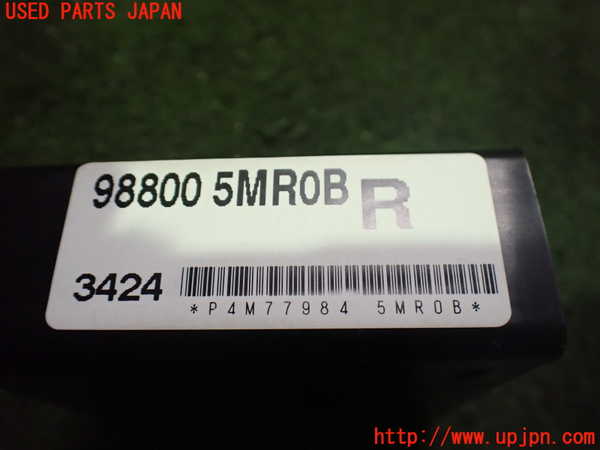 USED PARTS JAPAN
98800 5MR0B R
3424
*P4M77984 5MR0B*
http://www.upjpn.com/